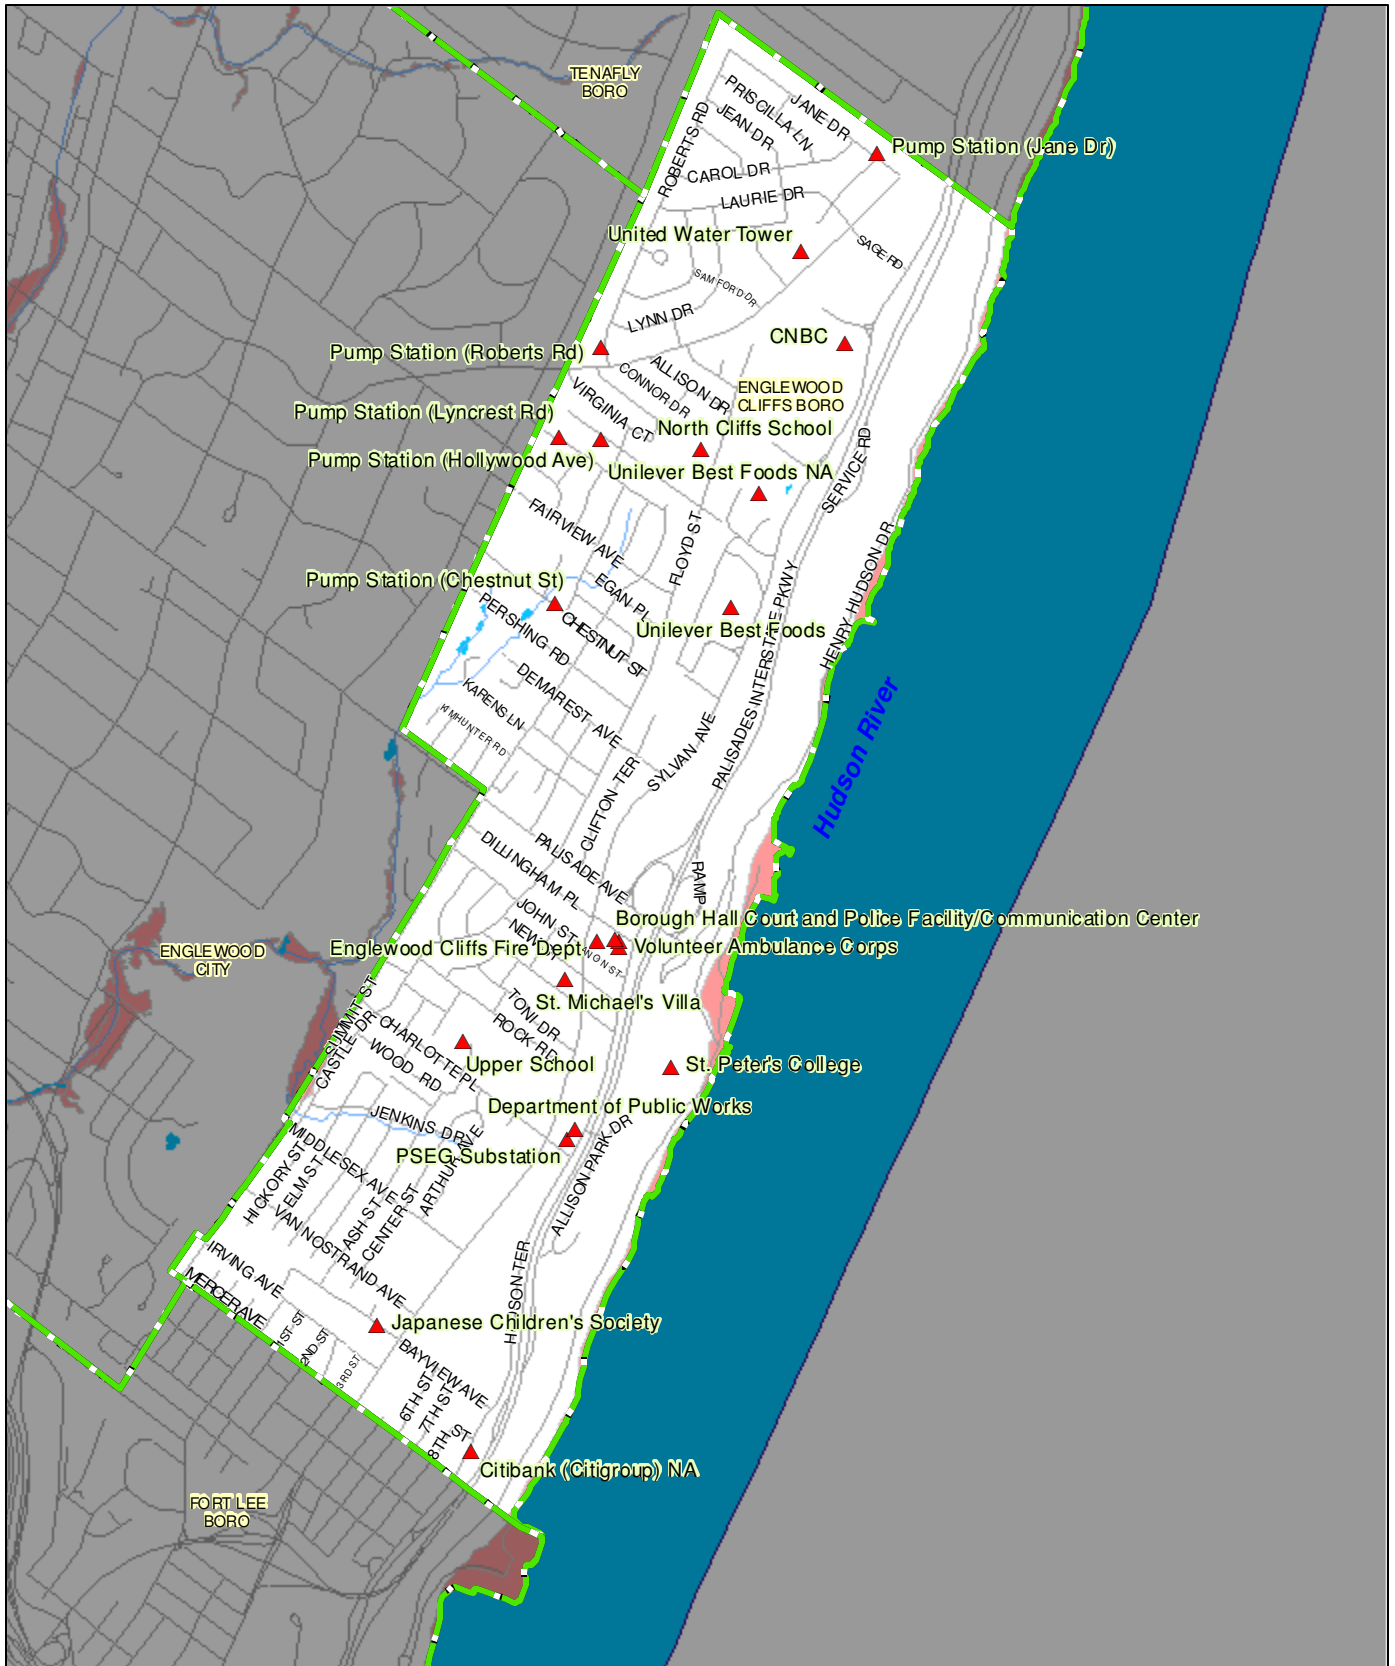 TENAFLY
BORO
PRISCILLA LN
JANE DR
JEAN DR
ROBERTS RD
Pump Station (Jane Dr)
CAROL DR
LAURIE DR
United Water Tower
SAGE RD
SAMFORD DR
LYNN DR
CNBC
Pump Station (Roberts Rd)
ALLISON DR
CONNOR DR
VIRGINIA CT
ENGLEWOOD
CLIFFS BORO
Pump Station (Lyncrest Rd)
North Cliffs School
Pump Station (Hollywood Ave)
Unilever Best Foods NA
SERVICE RD
FAIRVIEW AVE
FLOYD ST
HENRY HUDSON DR
Pump Station (Chestnut St)
EGAN PL
PERSHING RD
CHESTNUT ST
Unilever Best Foods
PALISADES INTERSTATE PKWY
DEMAREST AVE
KARENS LN
KIMHUNTER RD
SYLVAN AVE
Hudson River
CLIFTON TER
PALISADE AVE
DILLINGHAM PL
RAMP
JOHN ST
Borough Hall Court and Police Facility/Communication Center
Englewood Cliffs Fire Dept
Volunteer Ambulance Corps
ENGLEWOOD
CITY
St. Michael's Villa
SUMMIT ST
CASTLE DR
TONI DR
ROCK RD
CHARLOTTE PL
WOOD RD
Upper School
St. Peter's College
Department of Public Works
JENKINS DR
PSEG Substation
ARTHUR AVE
ALLISON PARK DR
MIDDLESEX AVE
HICKORY ST
ELM ST
ASH ST
CENTER ST
VAN NOSTRAND AVE
IRVING AVE
MERCER AVE
HUDSON TER
1ST ST
2ND ST
3RD ST
Japanese Children's Society
BAYVIEW AVE
6TH ST
7TH ST
8TH ST
Citibank (Citigroup) NA
FORT LEE
BORO